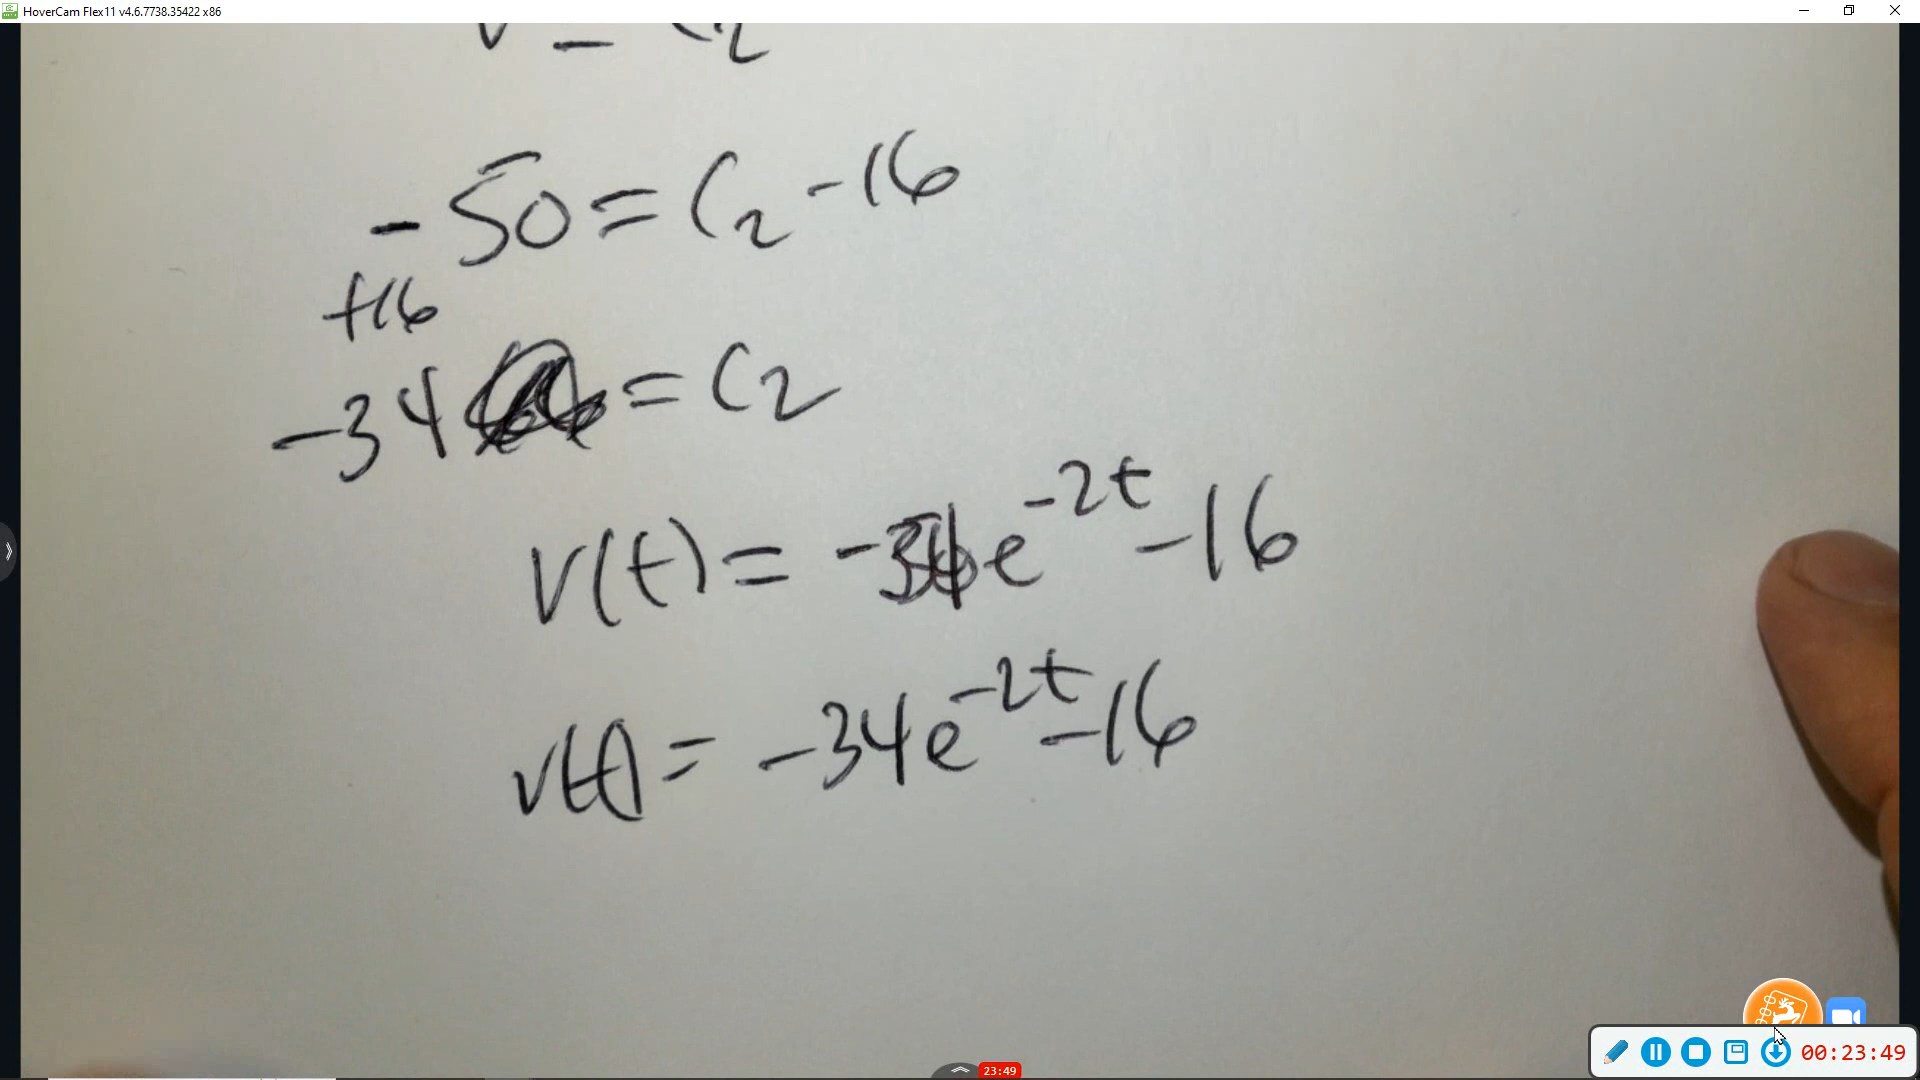 HoverCam Flex11 v4.6.7738.35422 x86
-50 = C2 - 16
+16
-34 = C2
v(t) = -34e^-2t - 16
v(t) = -34e^-2t - 16
23:49
00:23:49